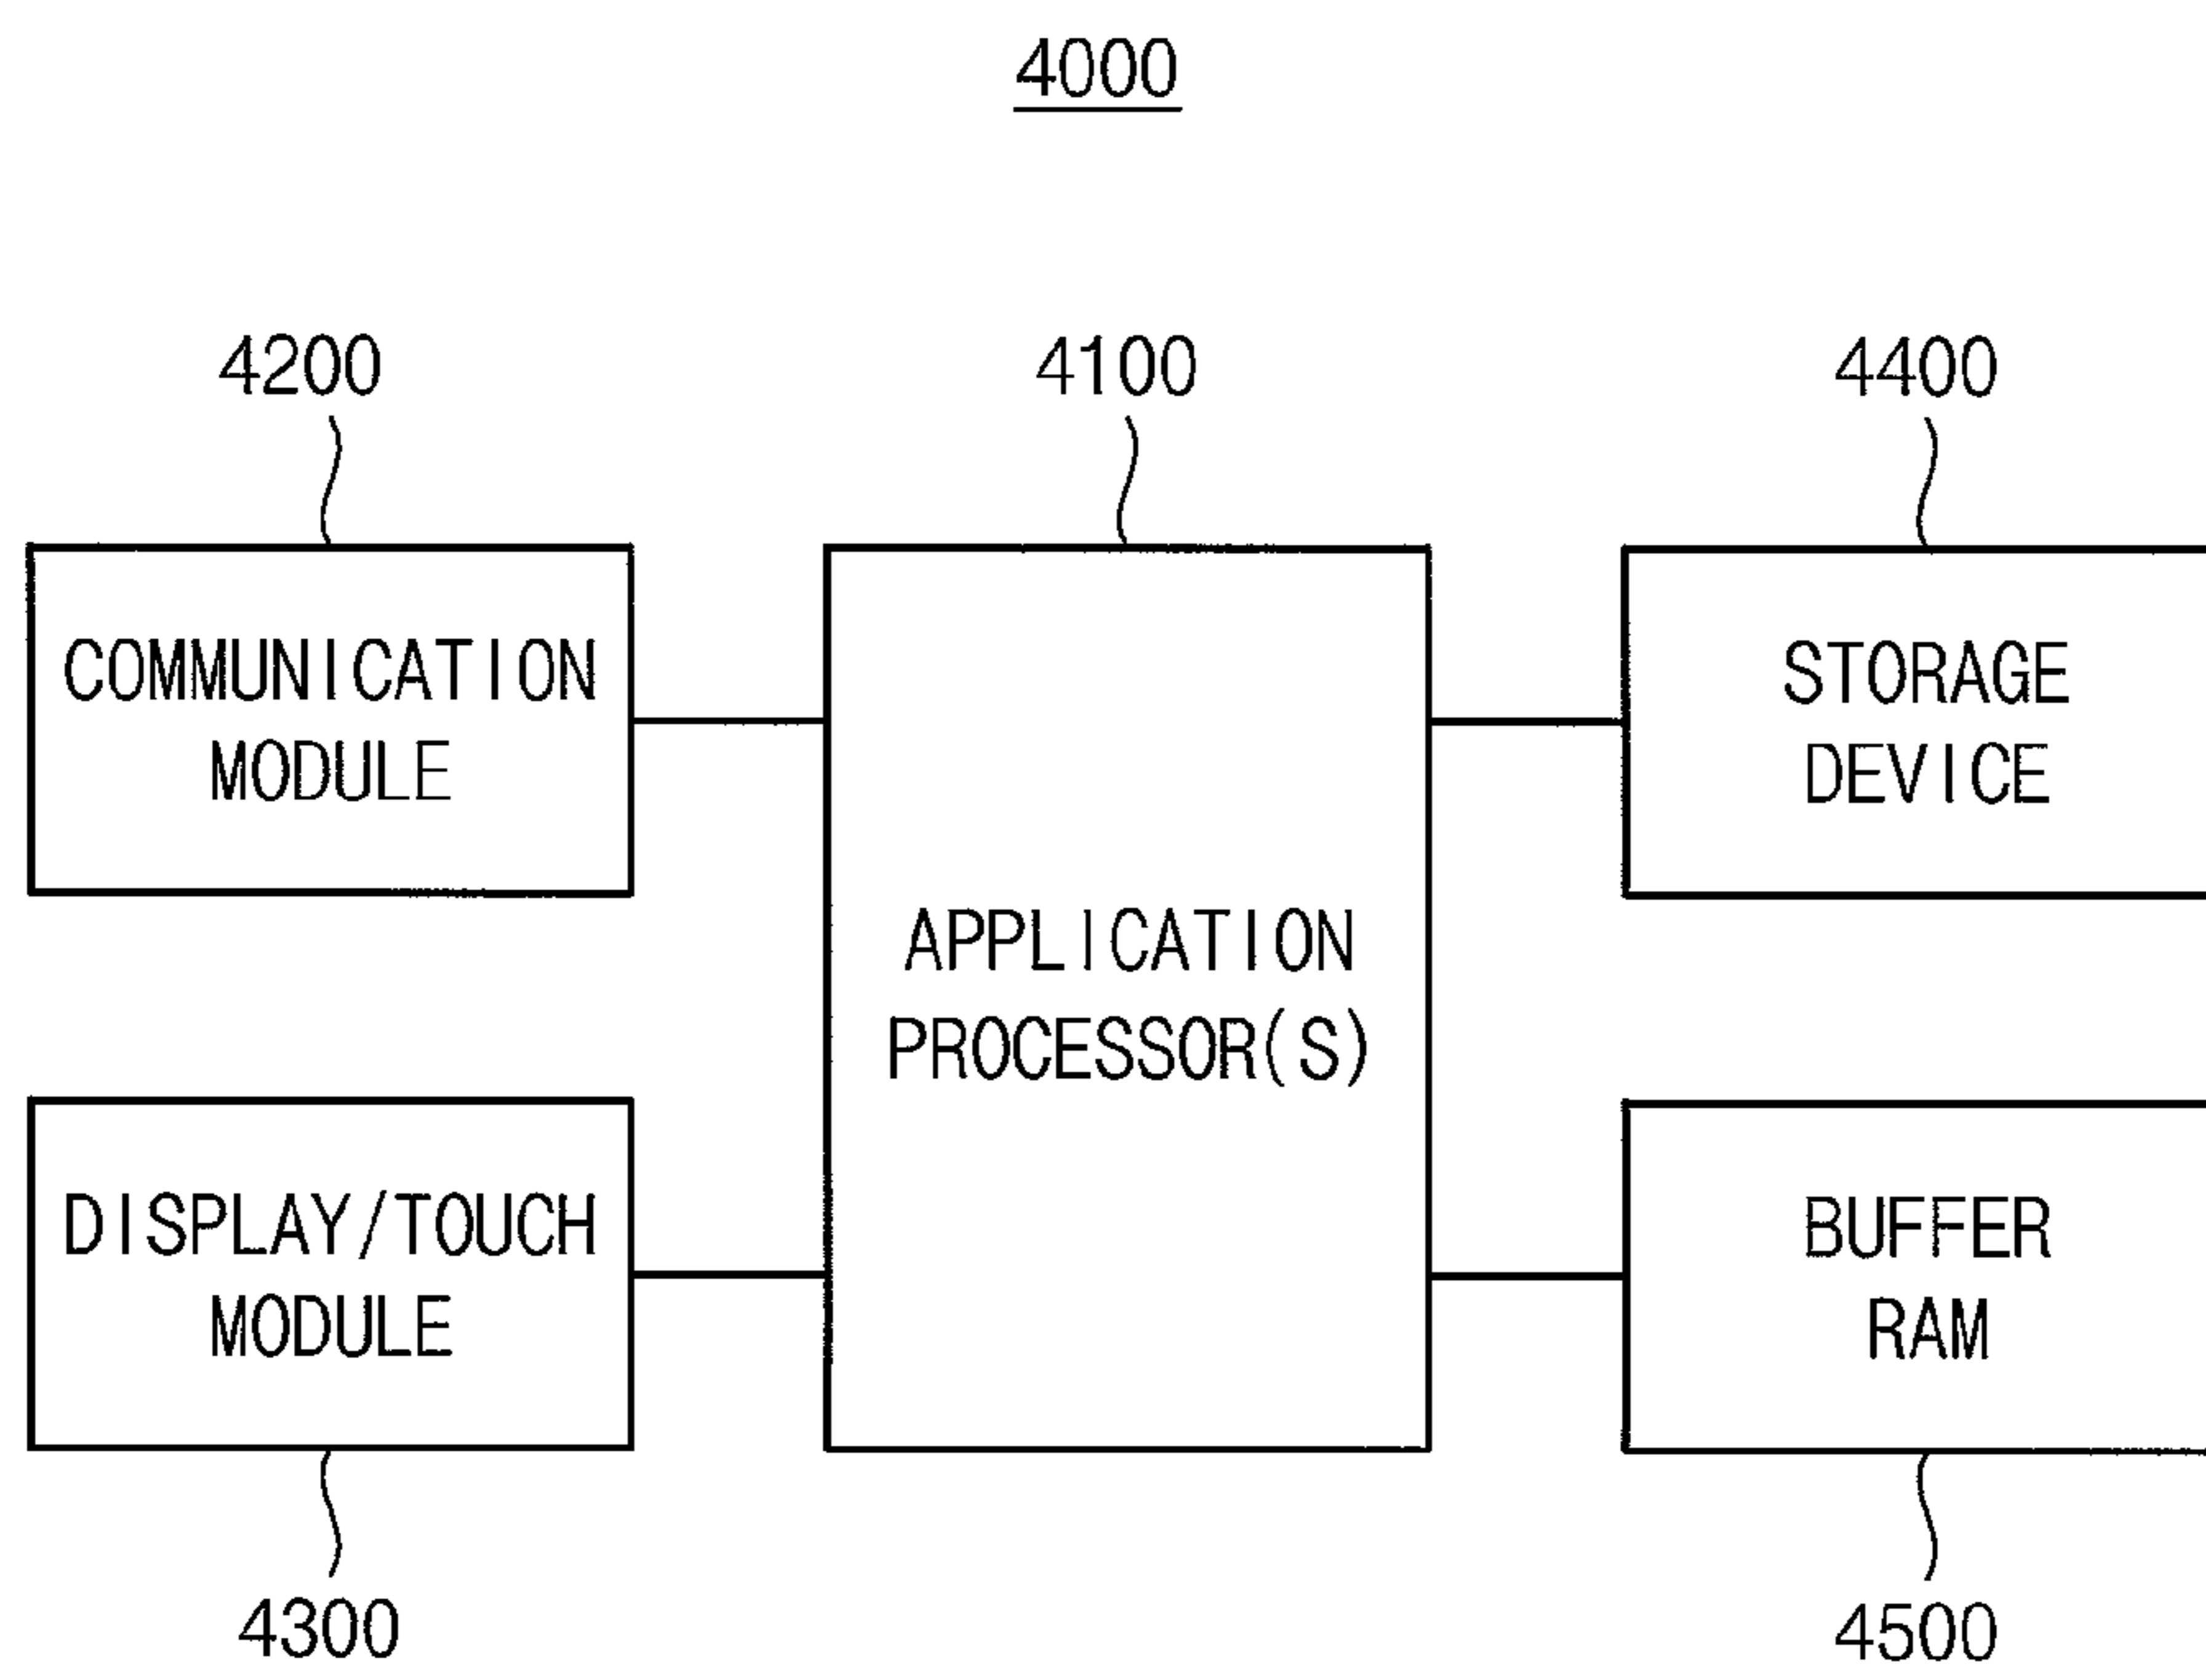 4000
4200
4100
4400
COMMUNICATION
MODULE
APPLICATION
PROCESSOR(S)
STORAGE
DEVICE
DISPLAY/TOUCH
MODULE
BUFFER
RAM
4300
4500